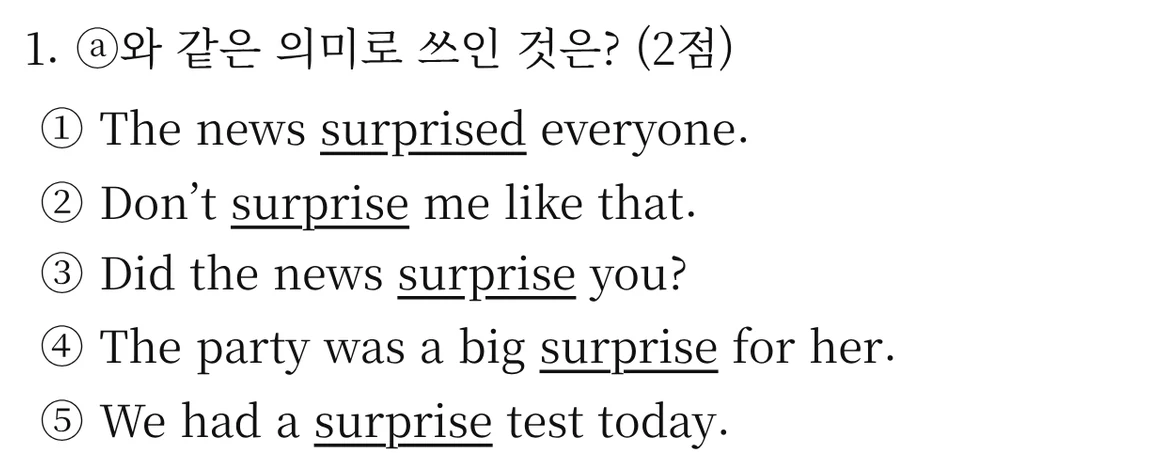 1. ⓐ와 같은 의미로 쓰인 것은? (2점)
① The news surprised everyone.
② Don’t surprise me like that.
③ Did the news surprise you?
④ The party was a big surprise for her.
⑤ We had a surprise test today.